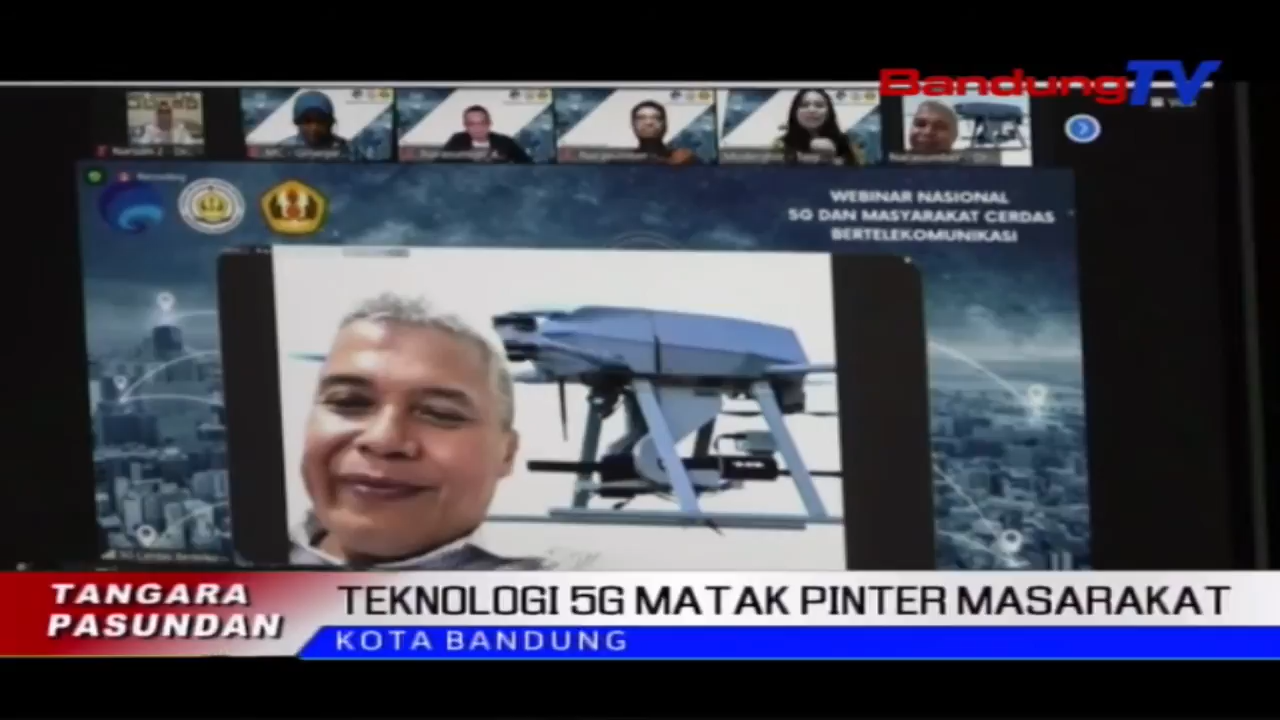 BandungTV
WEBINAR NASIONAL
5G DAN MASYARAKAT CERDAS
BERTELEKOMUNIKASI
TANGARA
PASUNDAN
TEKNOLOGI 5G MATAK PINTER MASARAKAT
KOTA BANDUNG